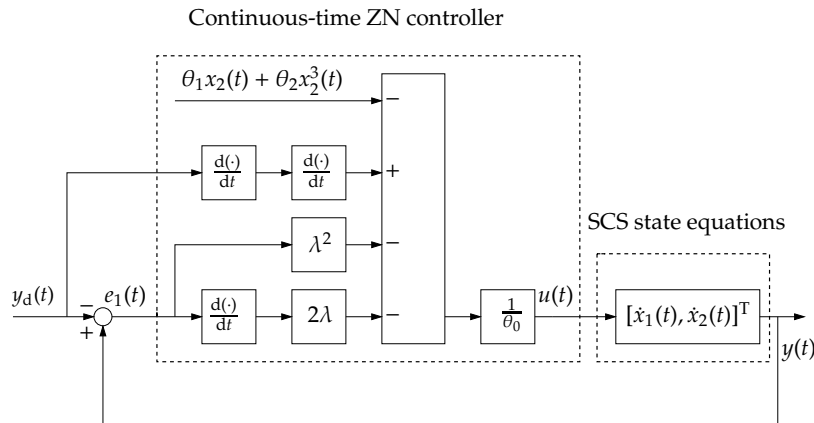 Continuous-time ZN controller
θ₁x₂(t) + θ₂x₂³(t)
−
d(·)/dt
d(·)/dt
+
SCS state equations
λ²
−
y_d(t)
−
+
e₁(t)
d(·)/dt
2λ
−
1/θ₀
u(t)
[ẋ₁(t), ẋ₂(t)]ᵀ
y(t)